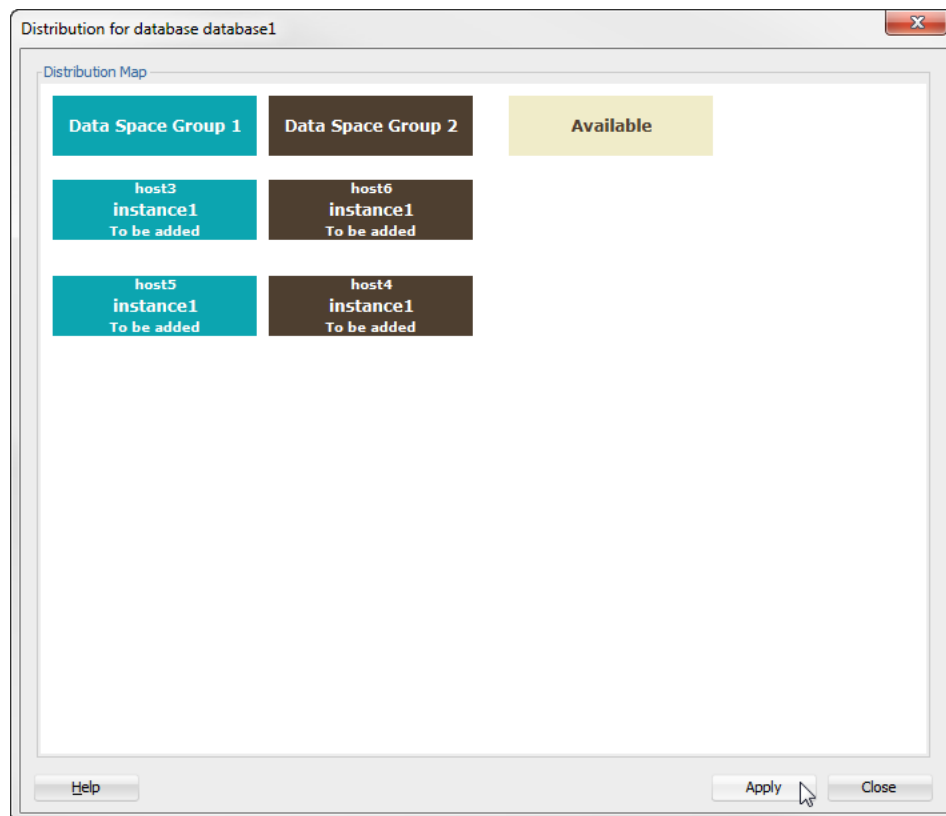 Distribution for database database1
Distribution Map
Data Space Group 1
Data Space Group 2
Available
host3
instance1
To be added
host6
instance1
To be added
host5
instance1
To be added
host4
instance1
To be added
Help
Apply
Close